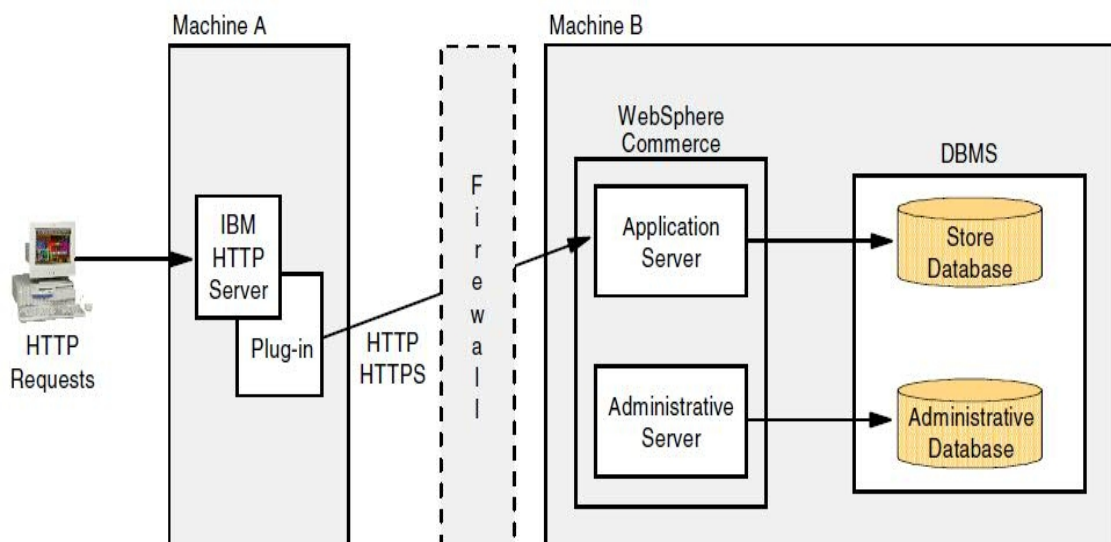 Machine A
Machine B
WebSphere
Commerce
DBMS
IBM
HTTP
Server
Plug-in
HTTP
Requests
HTTP
HTTPS
Firewall
Application
Server
Store
Database
Administrative
Server
Administrative
Database